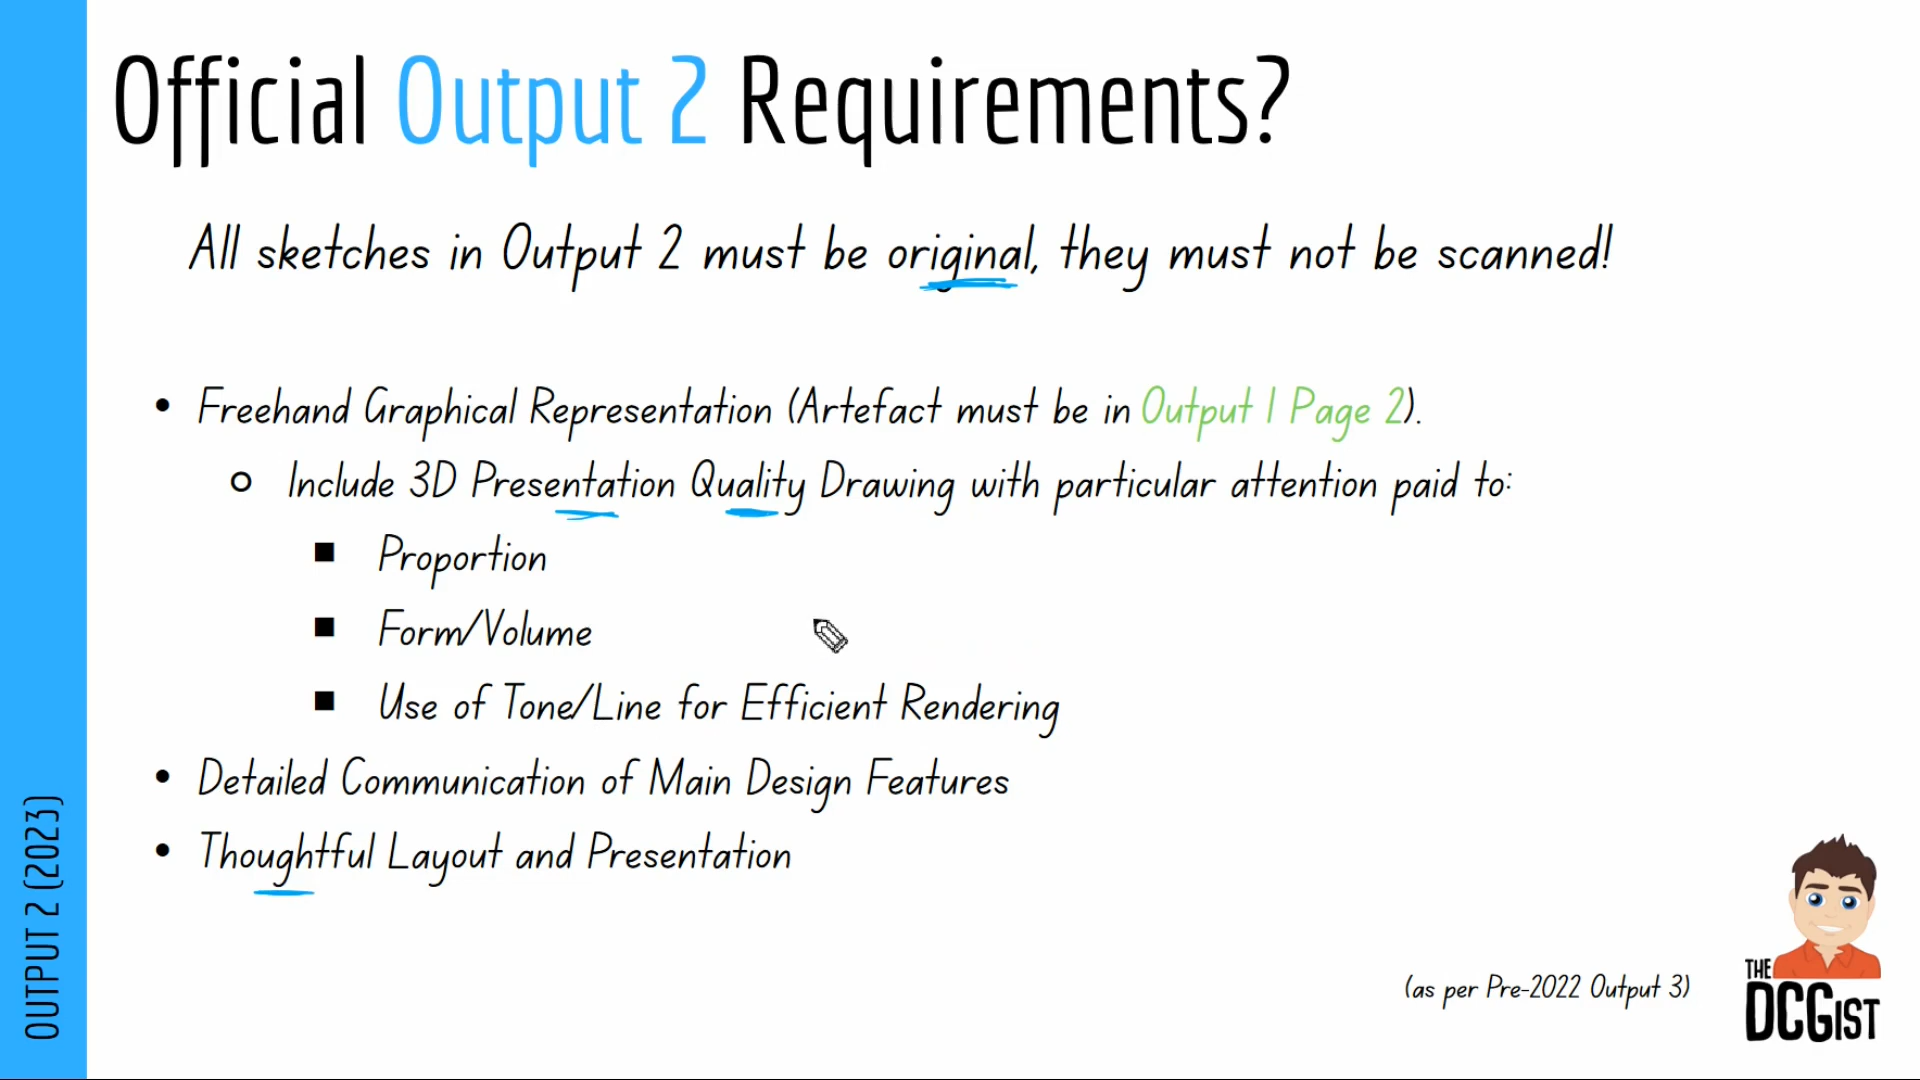 Official Output 2 Requirements?
All sketches in Output 2 must be original, they must not be scanned!
• Freehand Graphical Representation (Artefact must be in Output 1 Page 2).
○ Include 3D Presentation Quality Drawing with particular attention paid to:
■ Proportion
■ Form/Volume
■ Use of Tone/Line for Efficient Rendering
• Detailed Communication of Main Design Features
• Thoughtful Layout and Presentation
(as per Pre-2022 Output 3)
OUTPUT 2 (2023)
THE
DCGIST